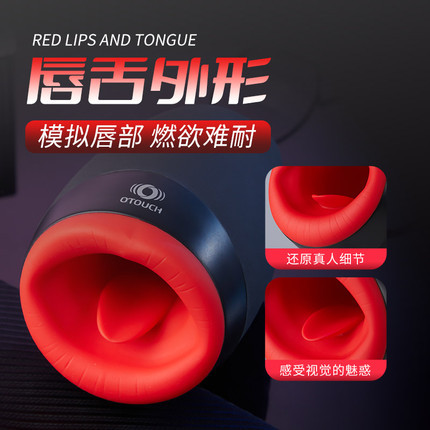 RED LIPS AND TONGUE
唇舌外形
模拟唇部 燃欲难耐
OTOUCH
还原真人细节
感受视觉的魅惑